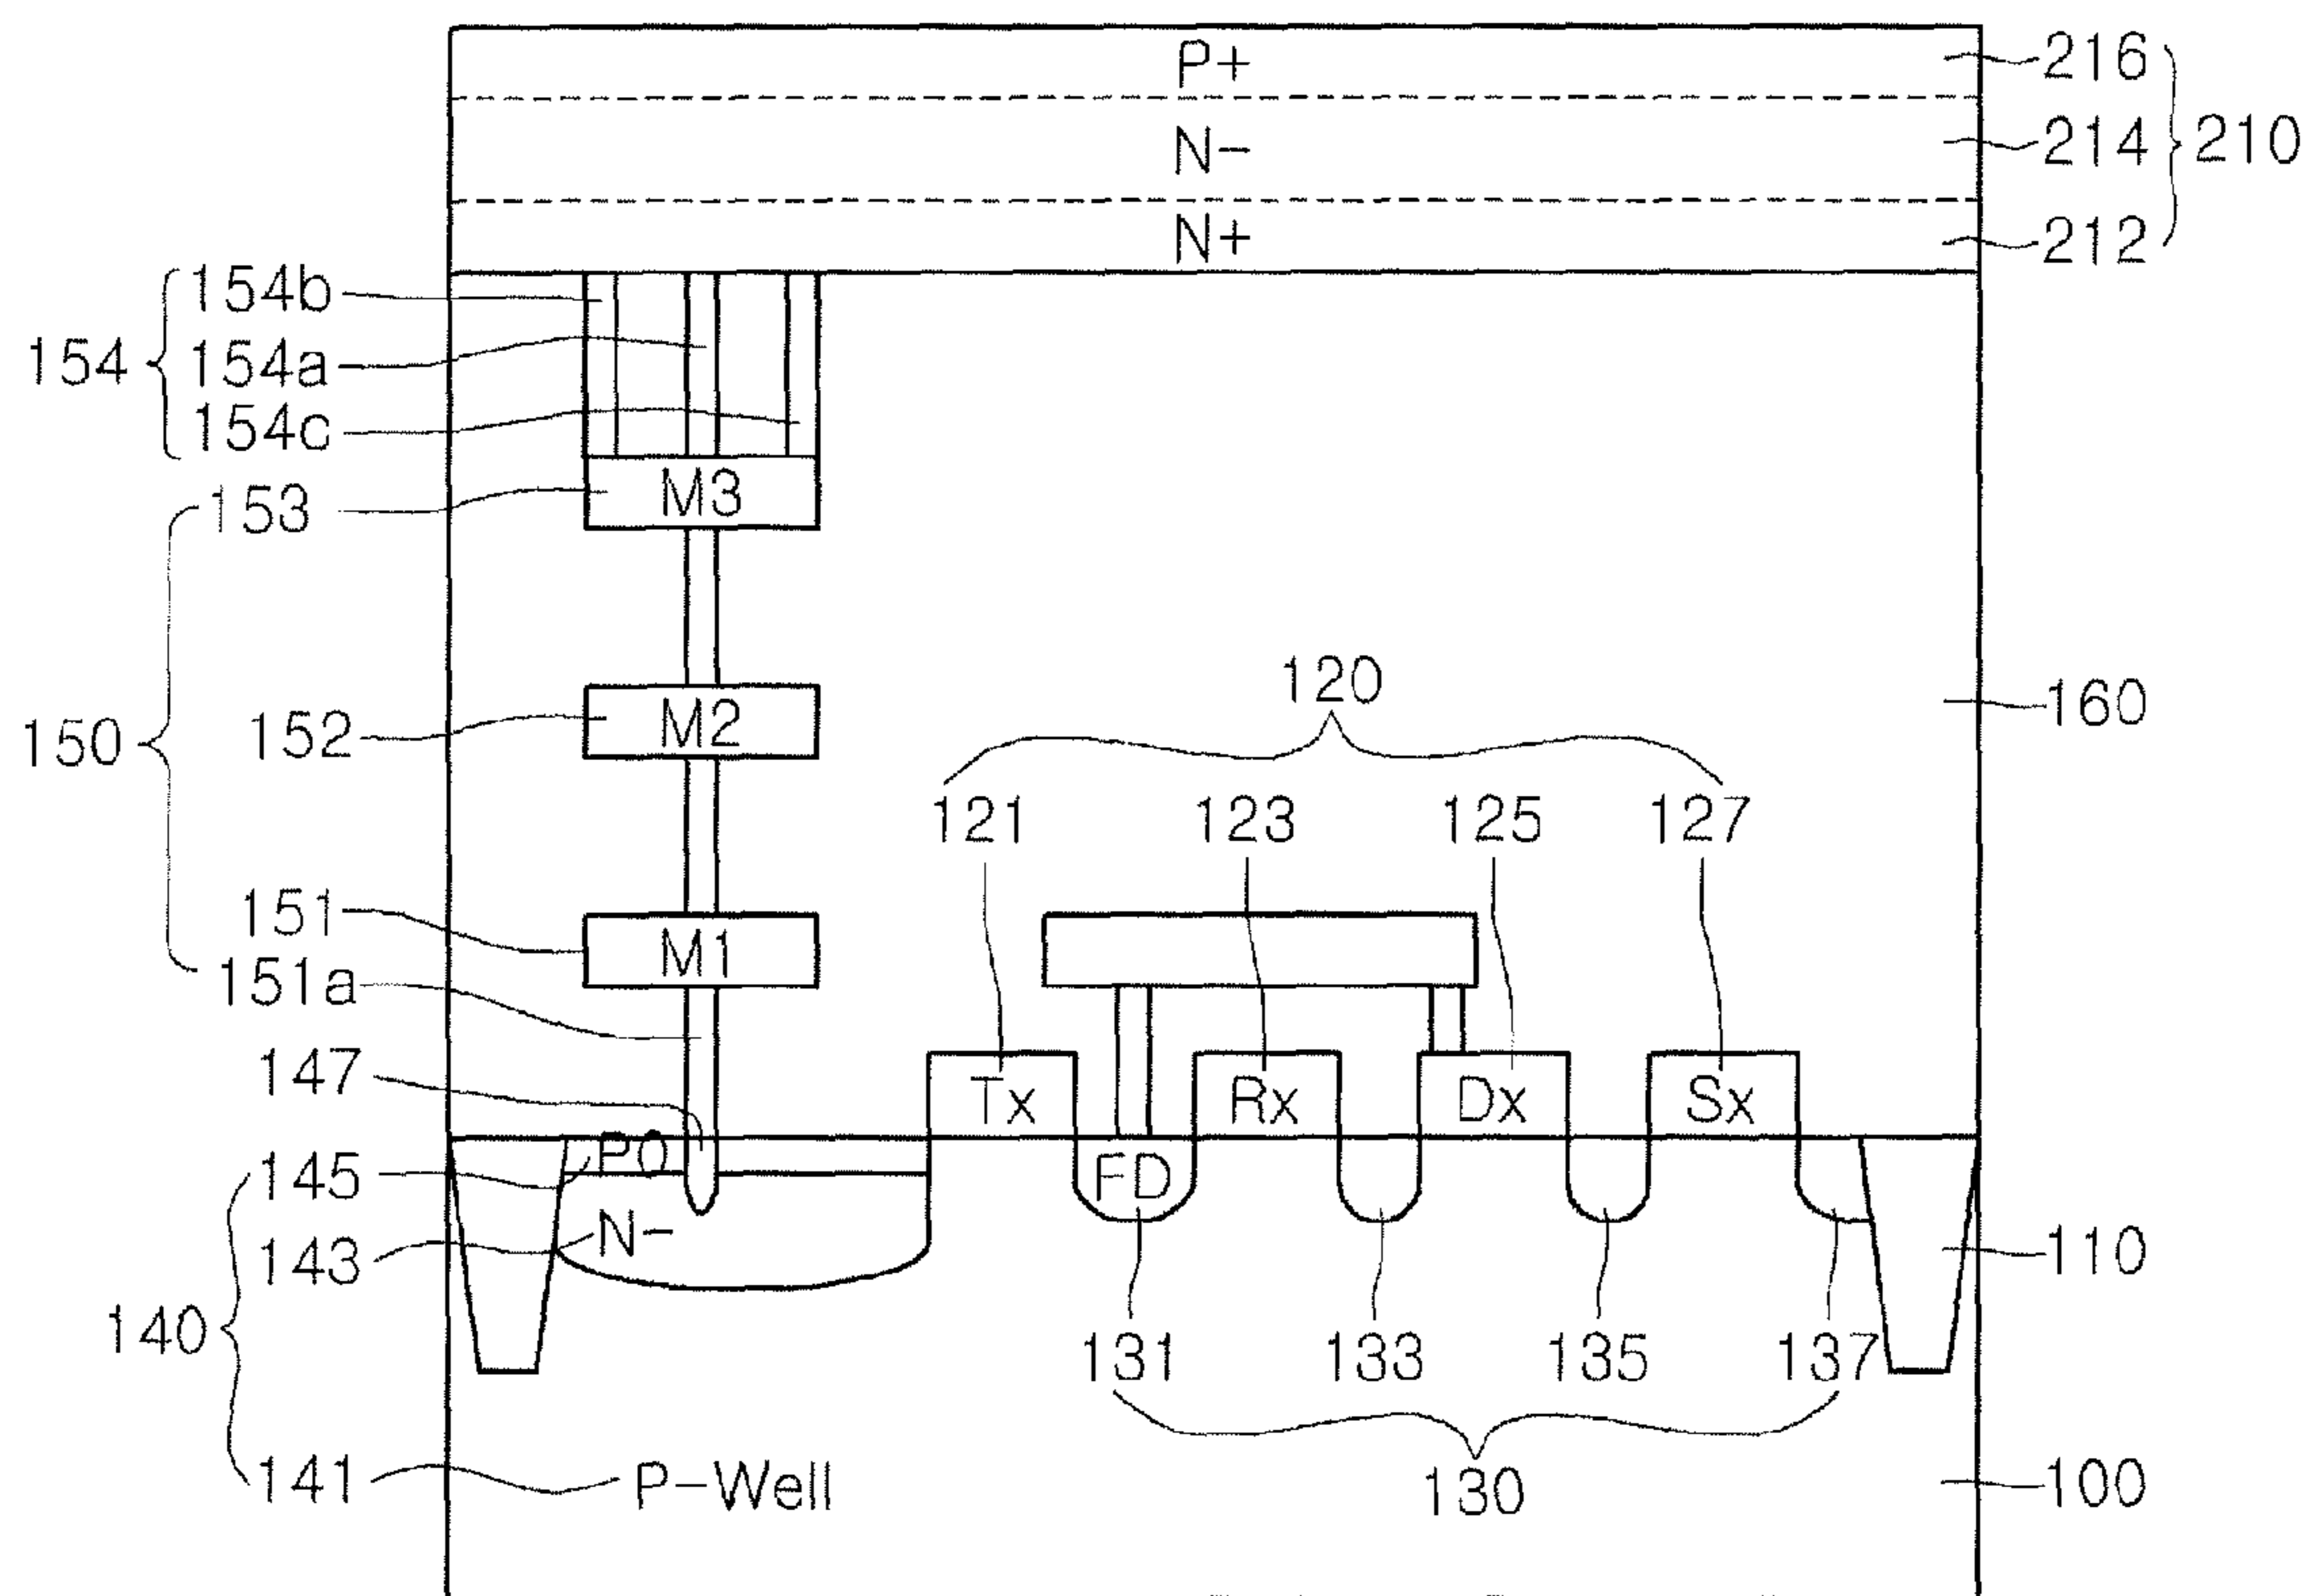 P+ 216
N- 214 210
N+ 212
154b
154 154a
154c
153 M3
120
150 152 M2 160
121 123 125 127
151 M1
151a
147 Tx Rx Dx Sx
145 P0 FD
143 N- 110
140 131 133 135 137
141 P-Well 130 100